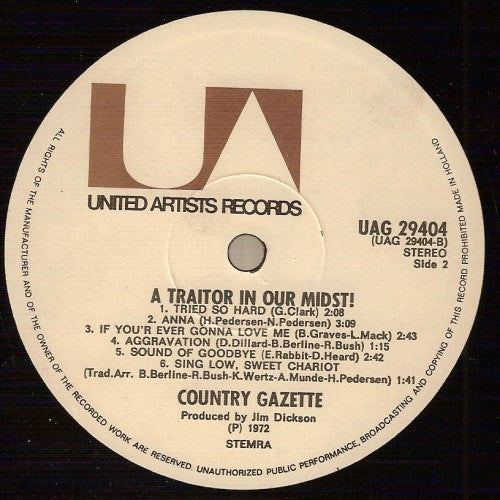 UA
UNITED ARTISTS RECORDS
UAG 29404
(UAG 29404-B)
STEREO
Side 2
A TRAITOR IN OUR MIDST!
1. TRIED SO HARD (G.Clark) 2:08
2. ANNA (H.Pedersen-N.Pedersen) 3:09
3. IF YOU'R EVER GONNA LOVE ME (B.Graves-L.Mack) 2:43
4. AGGRAVATION (D.Dillard-B.Berline-R.Bush) 1:15
5. SOUND OF GOODBYE (E.Rabbit-D.Heard) 2:42
6. SING LOW, SWEET CHARIOT
(Trad.Arr. B.Berline-R.Bush-K.Wertz-A.Munde-H.Pedersen) 1:41
COUNTRY GAZETTE
Produced by Jim Dickson
(P) 1972
STEMRA
ALL RIGHTS OF THE MANUFACTURER AND OF THE OWNER OF THE RECORDED WORK ARE RESERVED. UNAUTHORIZED PUBLIC PERFORMANCE, BROADCASTING AND COPYING OF THIS RECORD PROHIBITED MADE IN HOLLAND